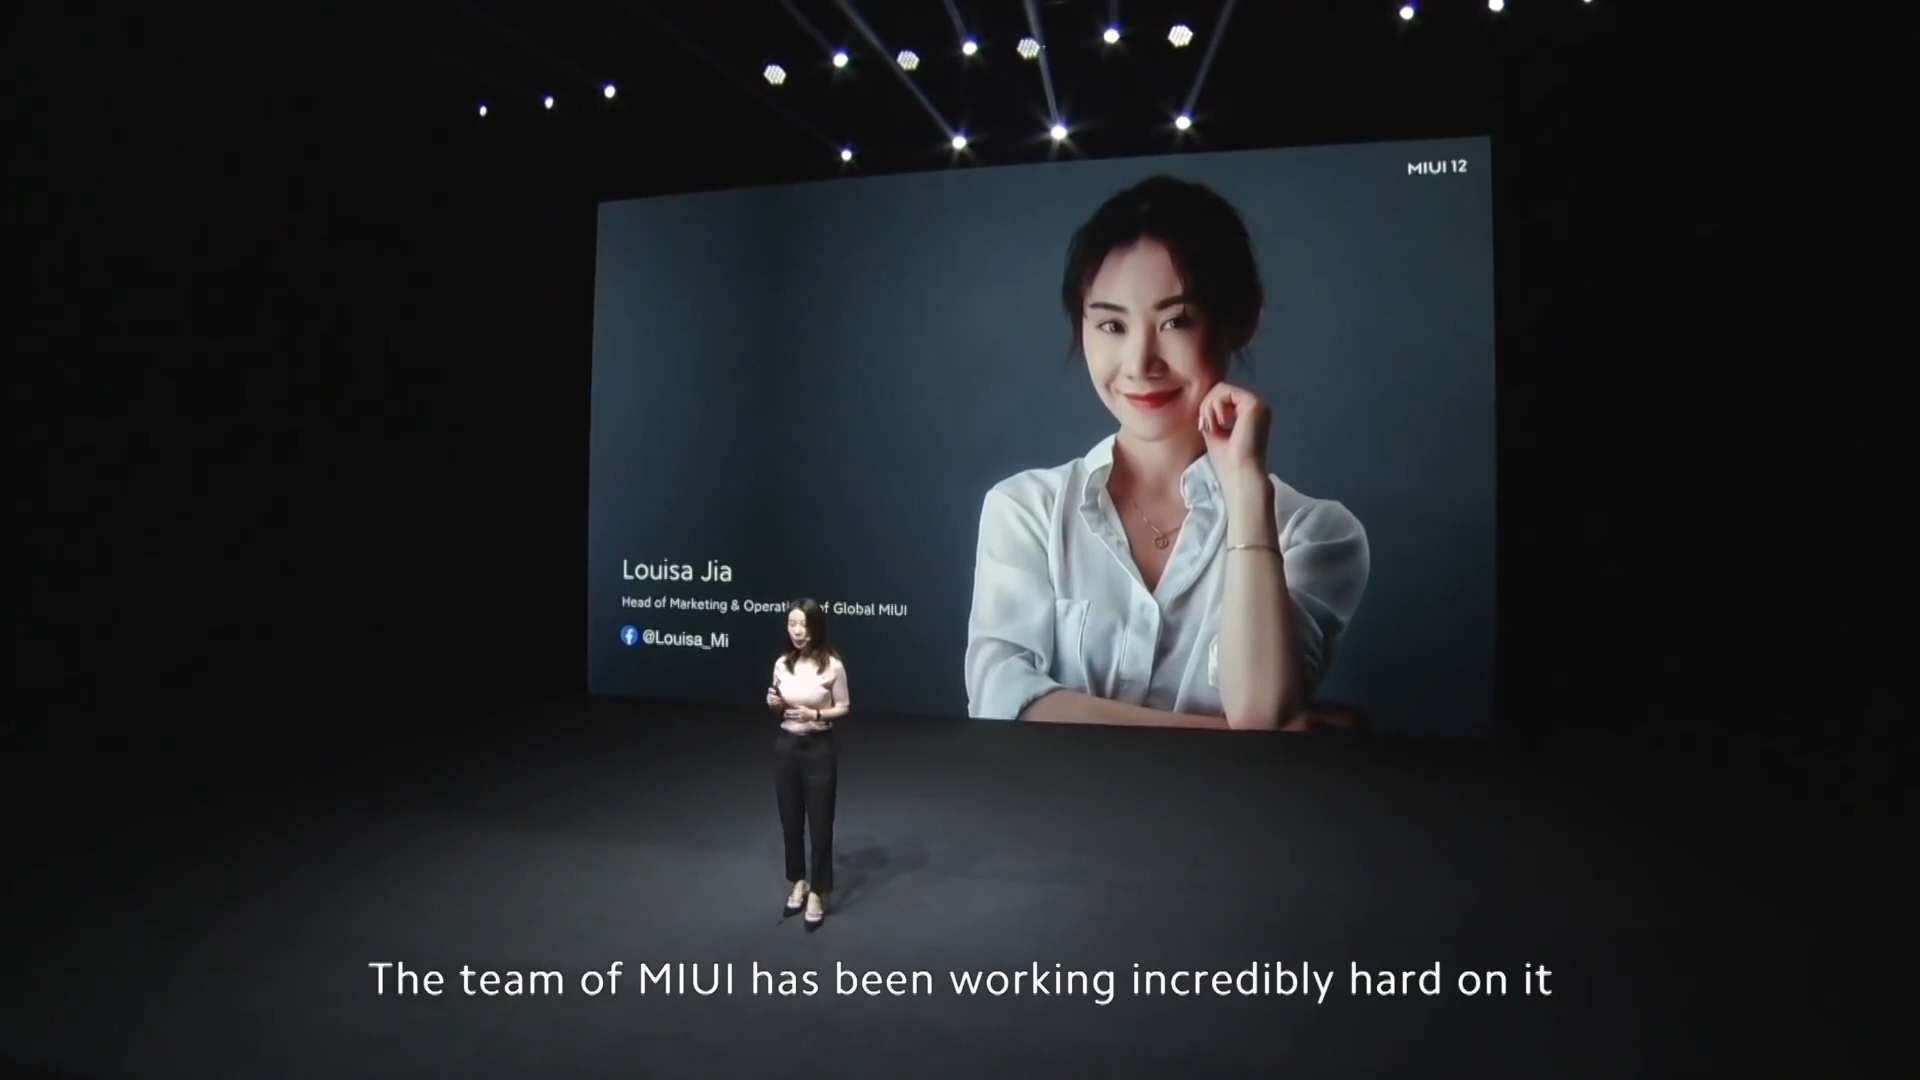 MIUI 12
Louisa Jia
Head of Marketing & of Global MIUI
@Louisa_Mi
The team of MIUI has been working incredibly hard on it